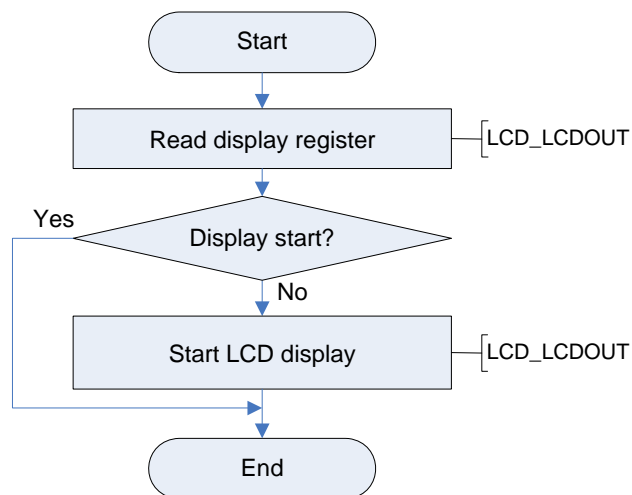 Start
Read display register
LCD_LCDOUT
Yes
Display start?
No
Start LCD display
LCD_LCDOUT
End